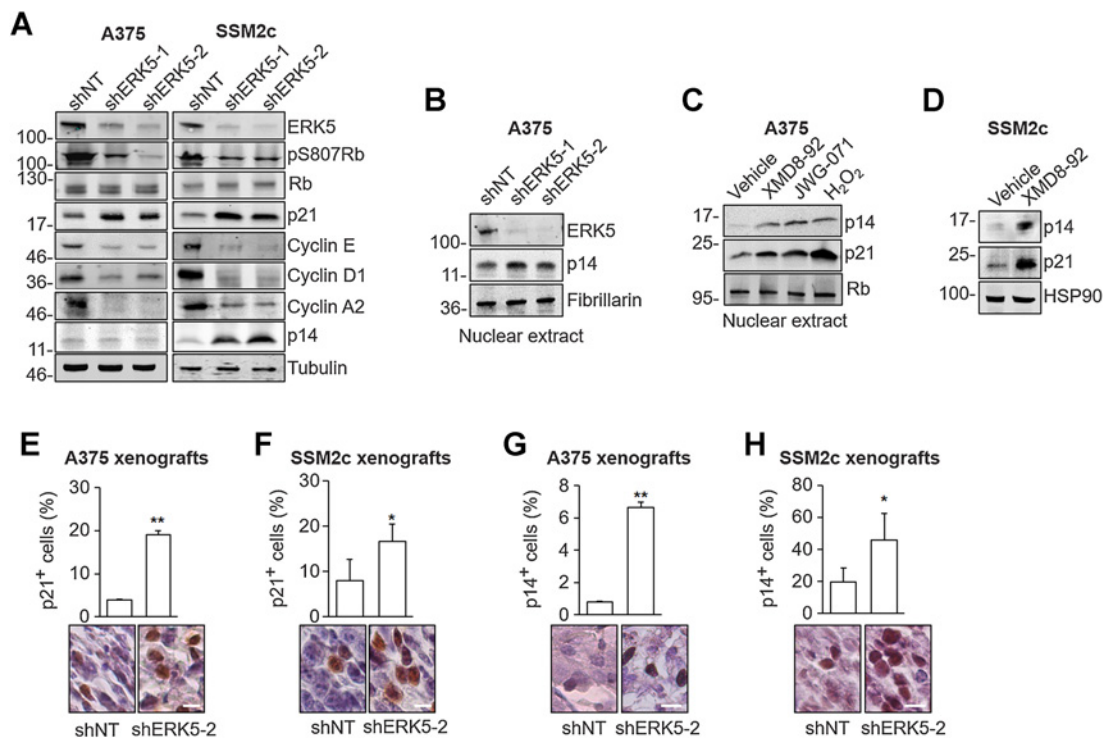 A
A375 SSM2c
shNT shERK5-1 shERK5-2 shNT shERK5-1 shERK5-2
100- ERK5
100- pS807Rb
130- Rb
17- p21
46- Cyclin E
36- Cyclin D1
46- Cyclin A2
11- p14
46- Tubulin
B
A375
shNT shERK5-1 shERK5-2
100- ERK5
11- p14
36- Fibrillarin
Nuclear extract
C
A375
Vehicle XMD8-92 JWG-071 H₂O₂
17- p14
25- p21
95- Rb
Nuclear extract
D
SSM2c
Vehicle XMD8-92
17- p14
25- p21
100- HSP90
E
A375 xenografts
p21⁺ cells (%)
30
20
10
0
**
shNT shERK5-2
F
SSM2c xenografts
p21⁺ cells (%)
30
20
10
0
*
shNT shERK5-2
G
A375 xenografts
p14⁺ cells (%)
8
6
4
2
0
**
shNT shERK5-2
H
SSM2c xenografts
p14⁺ cells (%)
80
60
40
20
0
*
shNT shERK5-2